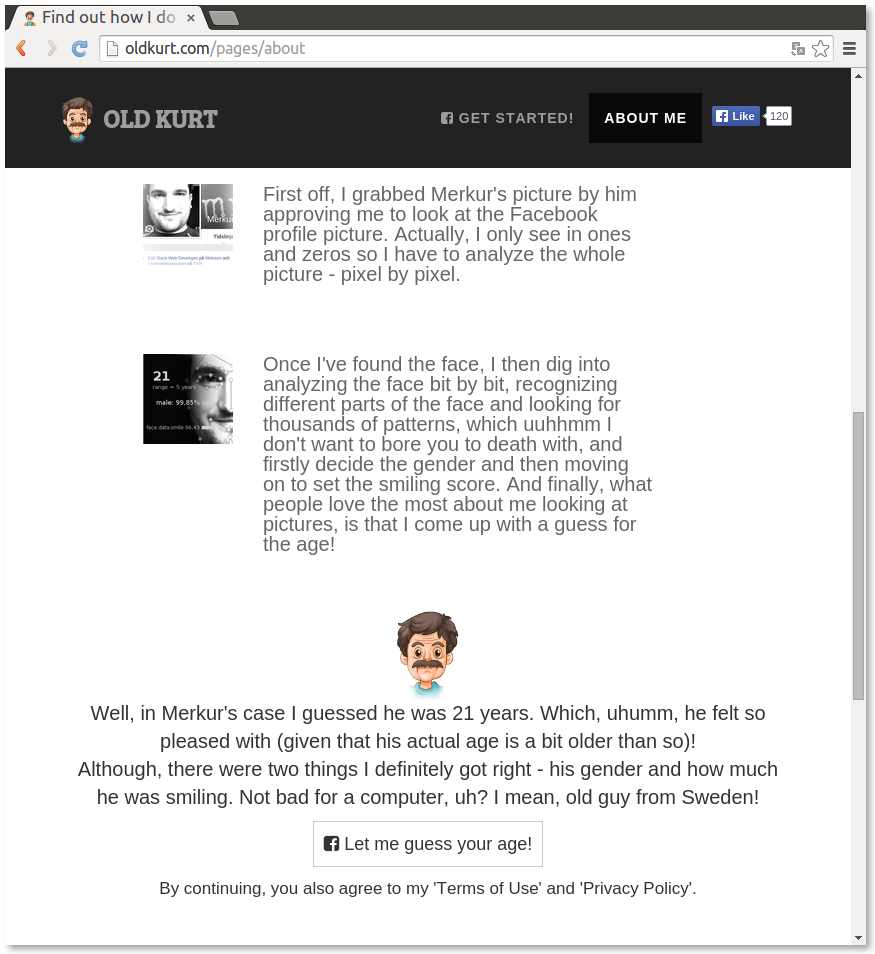 Find out how I do
oldkurt.com/pages/about
OLD KURT
GET STARTED!
ABOUT ME
Like
120
Merkur
Tidslinje
Full Stack Web Developer på Metosen och
First off, I grabbed Merkur's picture by him
approving me to look at the Facebook
profile picture. Actually, I only see in ones
and zeros so I have to analyze the whole
picture - pixel by pixel.
21
range = 5 years
male: 99,85%
face.data.smile 96,43
Once I've found the face, I then dig into
analyzing the face bit by bit, recognizing
different parts of the face and looking for
thousands of patterns, which uuhmm I
don't want to bore you to death with, and
firstly decide the gender and then moving
on to set the smiling score. And finally, what
people love the most about me looking at
pictures, is that I come up with a guess for
the age!
Well, in Merkur's case I guessed he was 21 years. Which, uhumm, he felt so
pleased with (given that his actual age is a bit older than so)!
Although, there were two things I definitely got right - his gender and how much
he was smiling. Not bad for a computer, uh? I mean, old guy from Sweden!
Let me guess your age!
By continuing, you also agree to my 'Terms of Use' and 'Privacy Policy'.